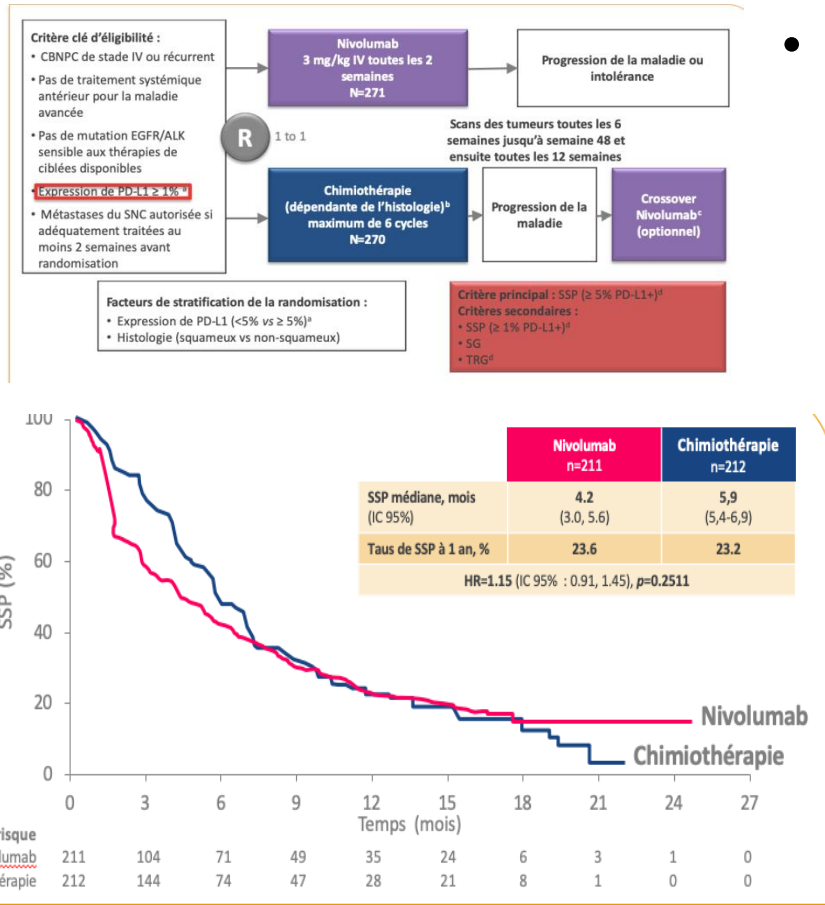 Critère clé d'éligibilité :
• CBNPC de stade IV ou récurrent
• Pas de traitement systémique
antérieur pour la maladie
avancée
• Pas de mutation EGFR/ALK
sensible aux thérapies de
ciblées disponibles
• Expression de PD-L1 ≥ 1% a
• Métastases du SNC autorisée si
adéquatement traitées au
moins 2 semaines avant
randomisation
R
1 to 1
Nivolumab
3 mg/kg IV toutes les 2
semaines
N=271
Progression de la maladie ou
intolérance
Scans des tumeurs toutes les 6
semaines jusqu'à semaine 48 et
ensuite toutes les 12 semaines
Chimiothérapie
(dépendante de l'histologie)b
maximum de 6 cycles
N=270
Progression de la
maladie
Crossover
Nivolumabc
(optionnel)
Facteurs de stratification de la randomisation :
• Expression de PD-L1 (<5% vs ≥ 5%)a
• Histologie (squameux vs non-squameux)
Critère principal : SSP (≥ 5% PD-L1+)d
Critères secondaires :
• SSP (≥ 1% PD-L1+)d
• SG
• TRGd
•
SSP (%)
100
80
60
40
20
0
Nivolumab
n=211
Chimiothérapie
n=212
SSP médiane, mois
(IC 95%)
4.2
(3.0, 5.6)
5,9
(5,4-6,9)
Taus de SSP à 1 an, %
23.6
23.2
HR=1.15 (IC 95% : 0.91, 1.45), p=0.2511
Nivolumab
Chimiothérapie
0 3 6 9 12 15 18 21 24 27
Temps (mois)
risque
lumab 211 104 71 49 35 24 6 3 1 0
érapie 212 144 74 47 28 21 8 1 0 0